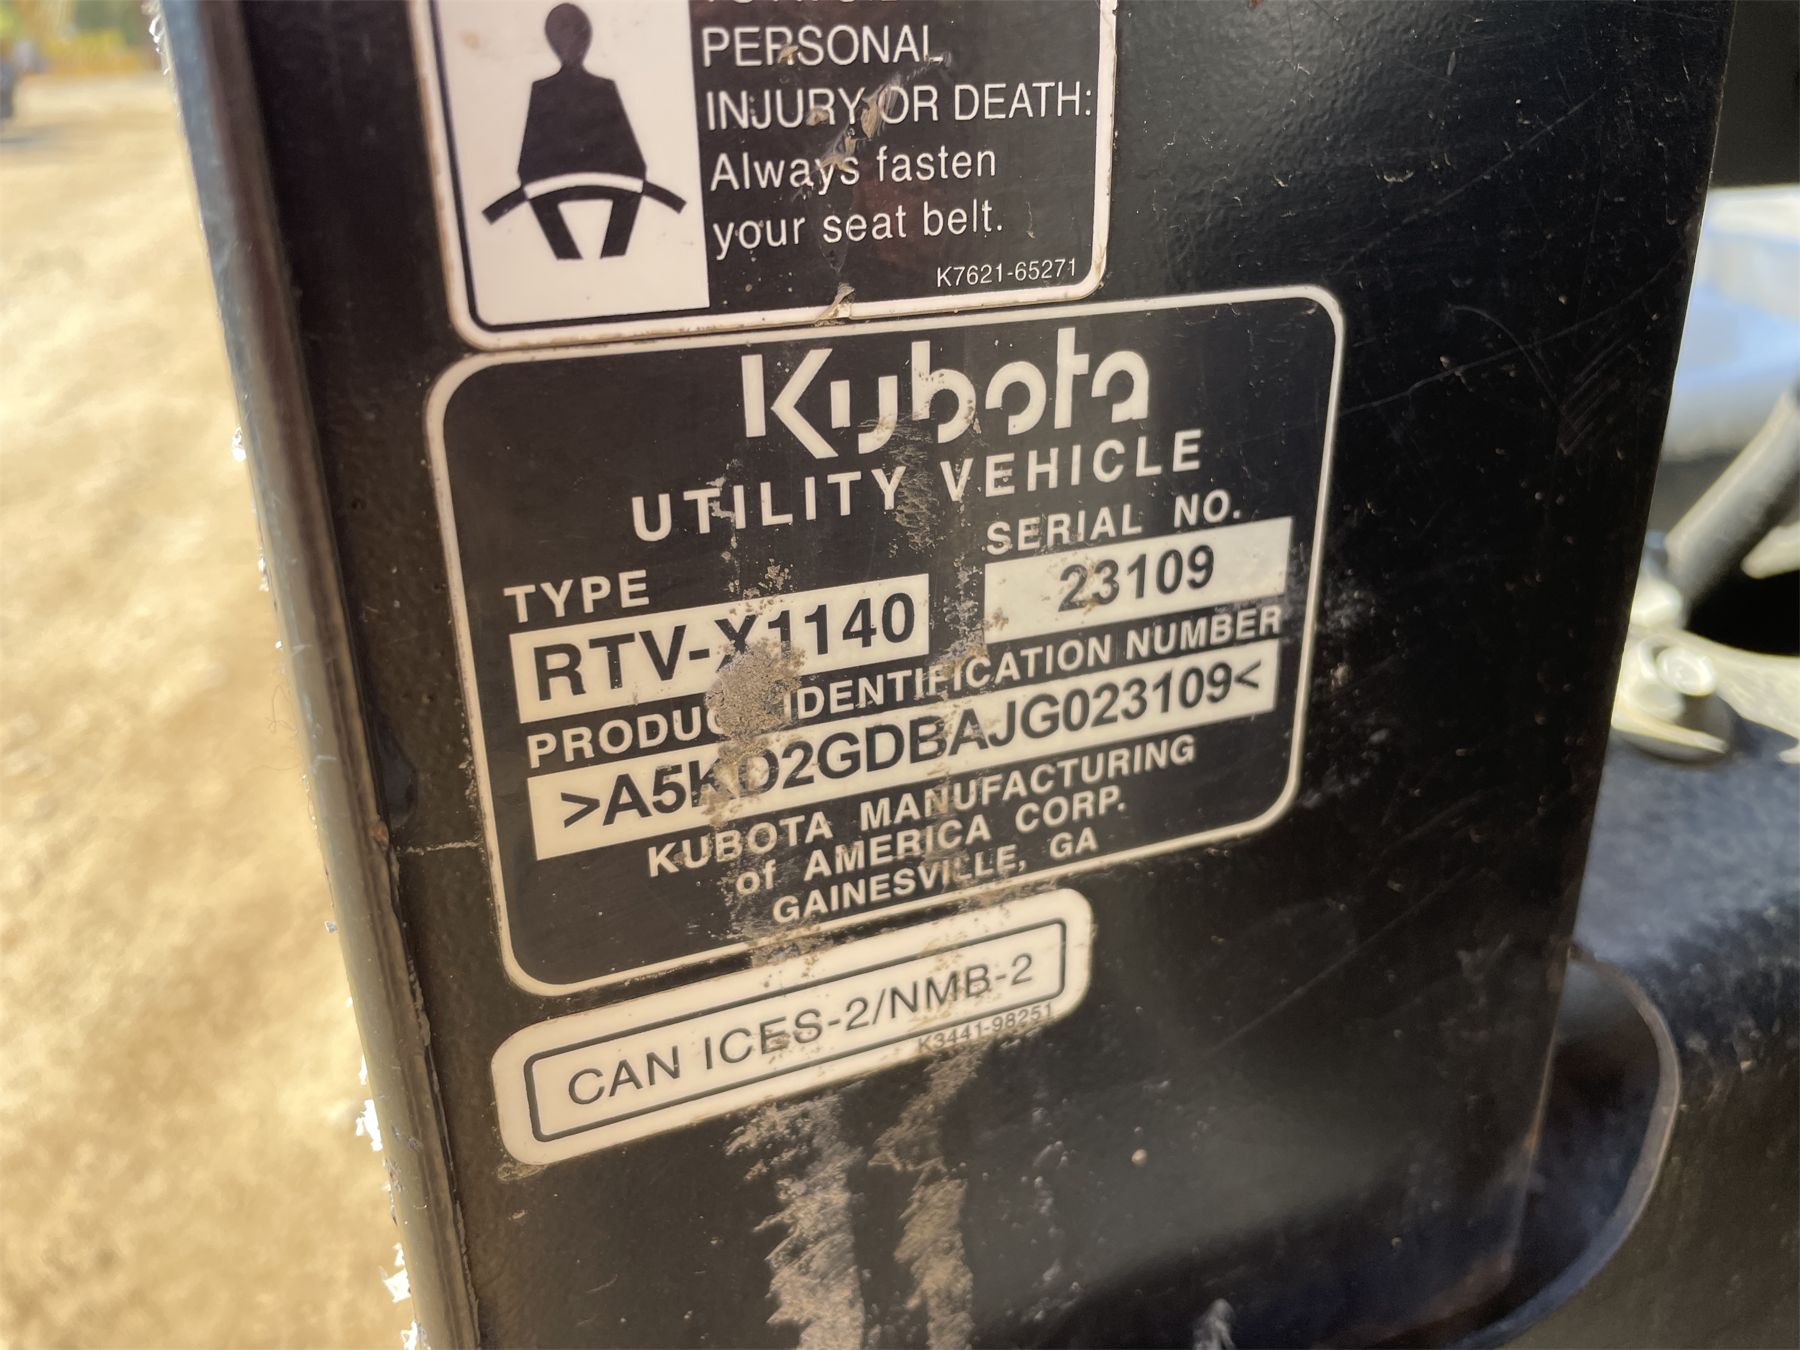 PERSONAL
INJURY OR DEATH:
Always fasten
your seat belt.
K7621-65271
Kubota
UTILITY VEHICLE
TYPE
SERIAL NO.
RTV-X1140
23109
PRODUCT IDENTIFICATION NUMBER
>A5KD2GDBAJG023109<
KUBOTA MANUFACTURING
of AMERICA CORP.
GAINESVILLE, GA
CAN ICES-2/NMB-2
K3441-98251